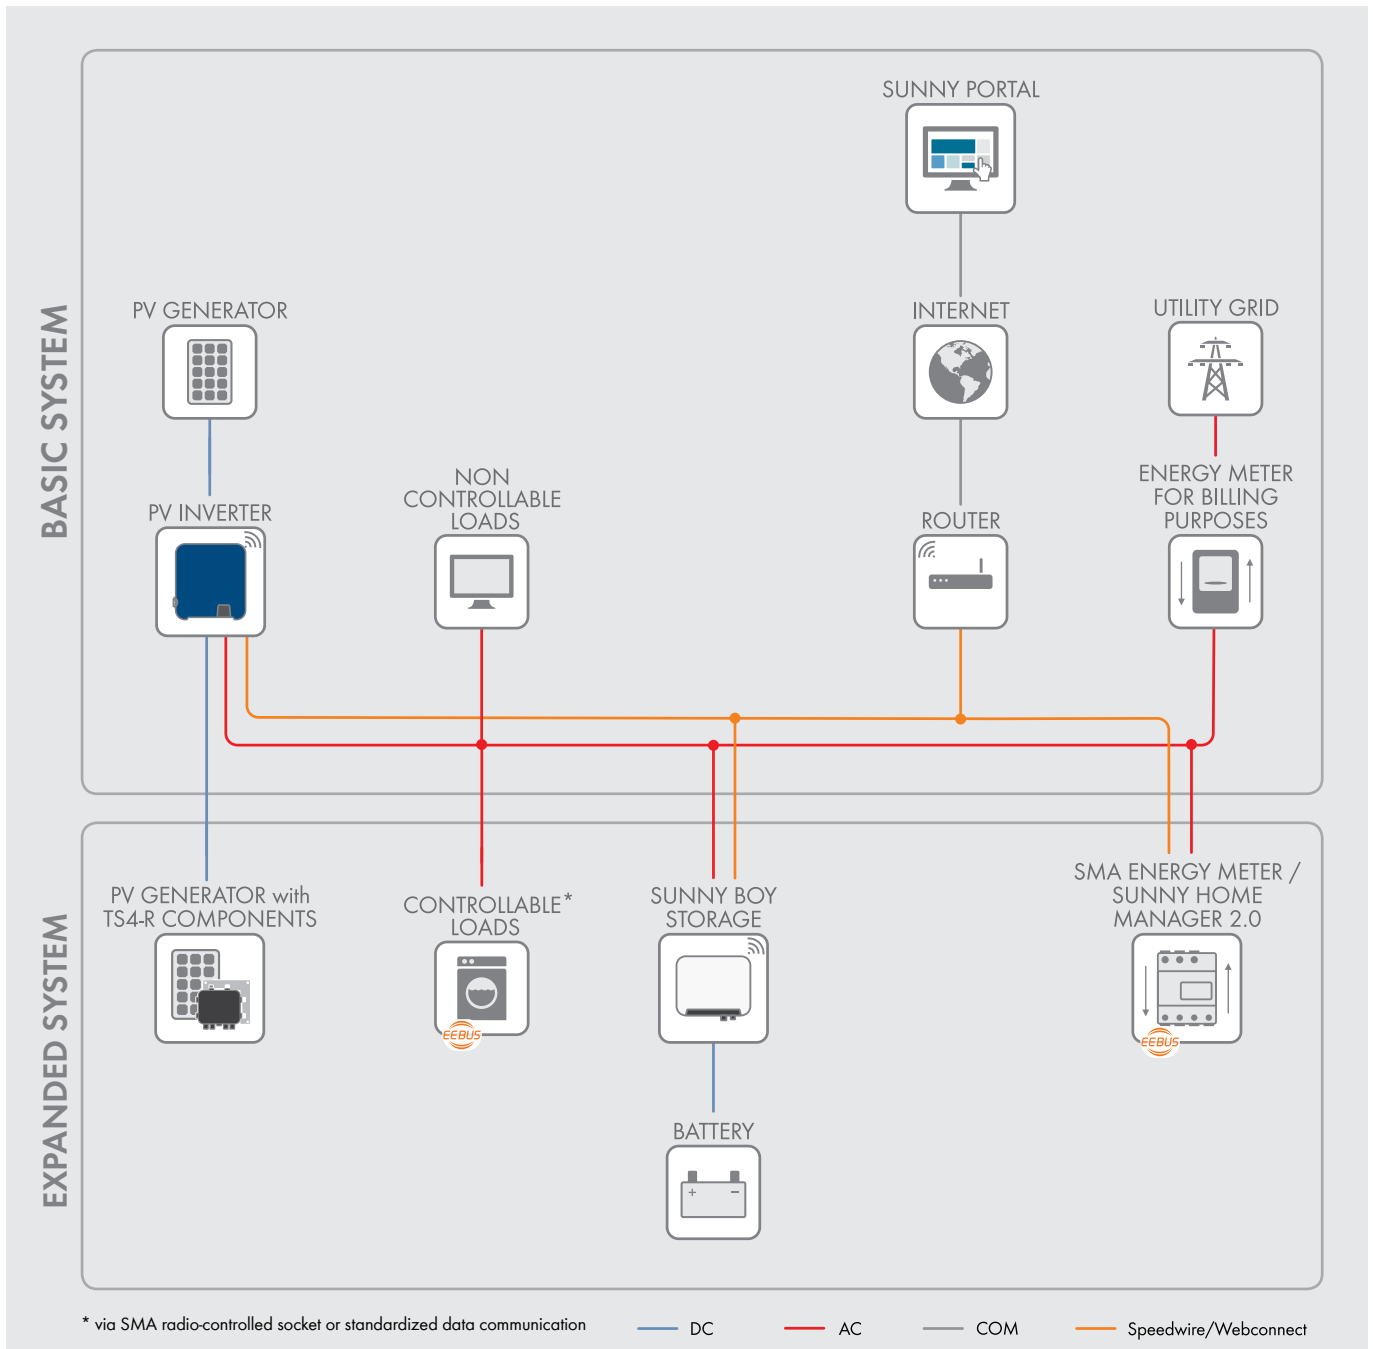 BASIC SYSTEM
SUNNY PORTAL
PV GENERATOR
INTERNET
UTILITY GRID
PV INVERTER
NON
CONTROLLABLE
LOADS
ROUTER
ENERGY METER
FOR BILLING
PURPOSES
EXPANDED SYSTEM
PV GENERATOR with
TS4-R COMPONENTS
CONTROLLABLE*
LOADS
EEBUS
SUNNY BOY
STORAGE
SMA ENERGY METER /
SUNNY HOME
MANAGER 2.0
EEBUS
BATTERY
+ −
* via SMA radio-controlled socket or standardized data communication
DC
AC
COM
Speedwire/Webconnect